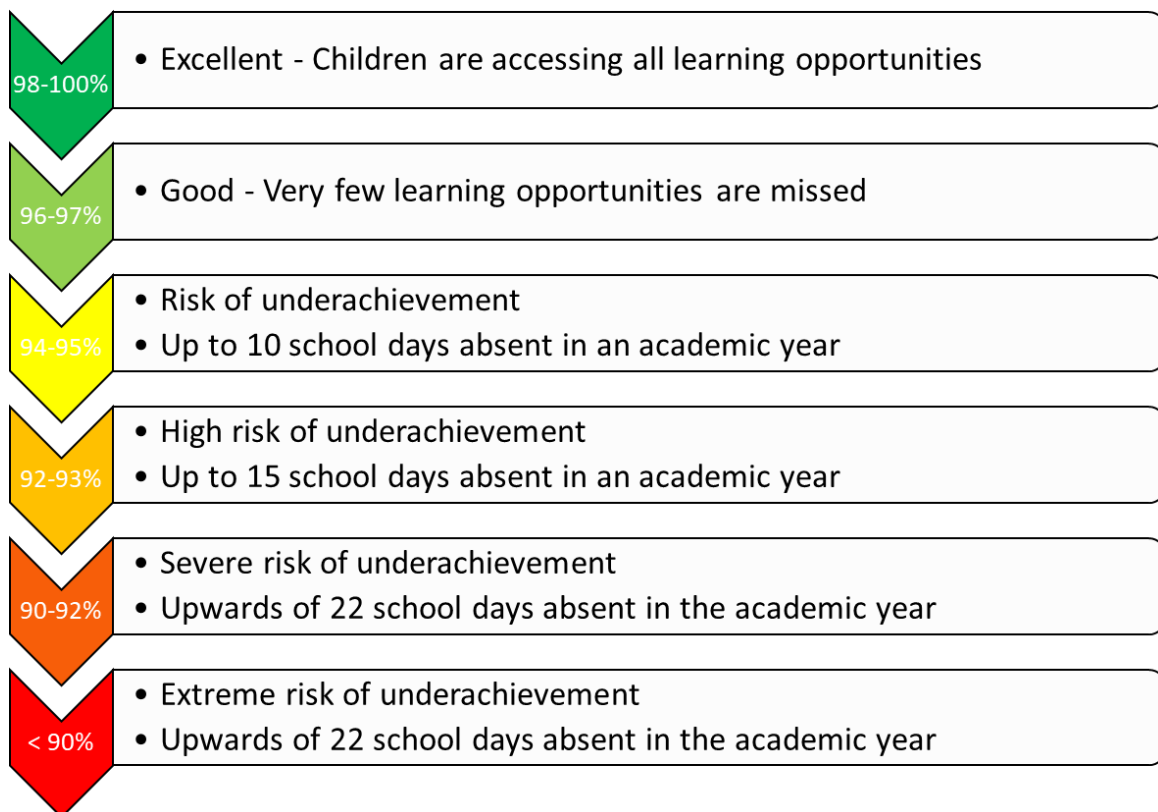 98-100%
• Excellent - Children are accessing all learning opportunities
96-97%
• Good - Very few learning opportunities are missed
94-95%
• Risk of underachievement
• Up to 10 school days absent in an academic year
92-93%
• High risk of underachievement
• Up to 15 school days absent in an academic year
90-92%
• Severe risk of underachievement
• Upwards of 22 school days absent in the academic year
< 90%
• Extreme risk of underachievement
• Upwards of 22 school days absent in the academic year